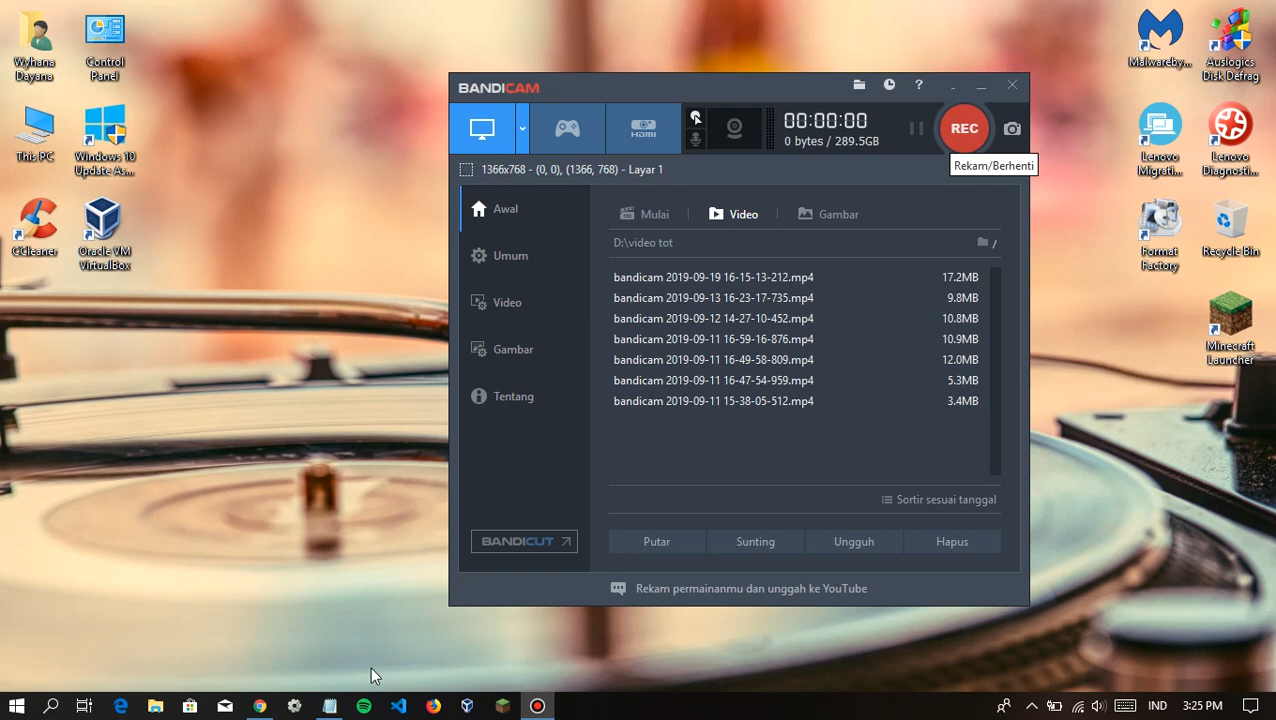 Wyhana
Dayana
Control
Panel
This PC
Windows 10
Update As...
CCleaner
Oracle VM
VirtualBox
Malwareby...
Auslogics
Disk Defrag
Lenovo
Migrati...
Lenovo
Diagnosti...
Format
Factory
Recycle Bin
Minecraft
Launcher
BANDICAM
?
HDMI
00:00:00
0 bytes / 289.5GB
REC
Rekam/Berhenti
1366x768 - (0, 0), (1366, 768) - Layar 1
Awal
Umum
Video
Gambar
Tentang
BANDICUT
Mulai
Video
Gambar
D:\video tot
/
bandicam 2019-09-19 16-15-13-212.mp4 17.2MB
bandicam 2019-09-13 16-23-17-735.mp4 9.8MB
bandicam 2019-09-12 14-27-10-452.mp4 10.8MB
bandicam 2019-09-11 16-59-16-876.mp4 10.9MB
bandicam 2019-09-11 16-49-58-809.mp4 12.0MB
bandicam 2019-09-11 16-47-54-959.mp4 5.3MB
bandicam 2019-09-11 15-38-05-512.mp4 3.4MB
Sortir sesuai tanggal
Putar
Sunting
Ungguh
Hapus
Rekam permainanmu dan unggah ke YouTube
IND
3:25 PM